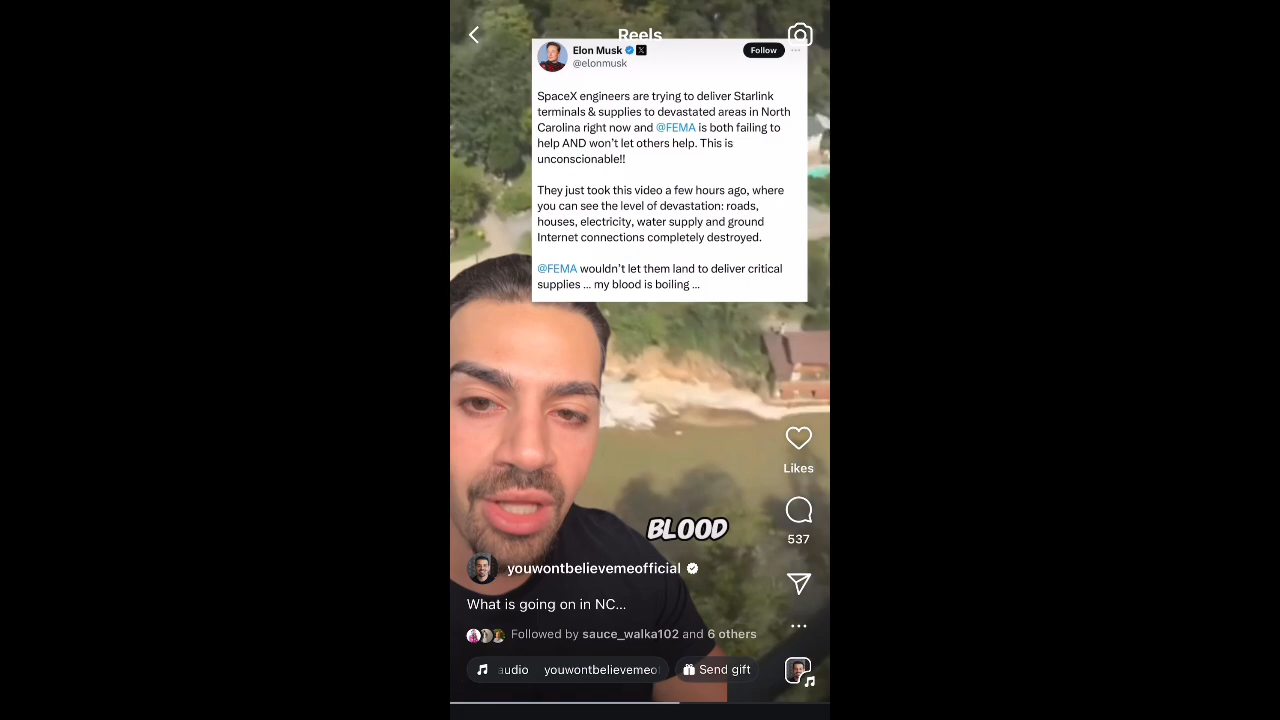 Reels
Elon Musk
Follow
@elonmusk
SpaceX engineers are trying to deliver Starlink
terminals & supplies to devastated areas in North
Carolina right now and @FEMA is both failing to
help AND won't let others help. This is
unconscionable!!
They just took this video a few hours ago, where
you can see the level of devastation: roads,
houses, electricity, water supply and ground
Internet connections completely destroyed.
@FEMA wouldn't let them land to deliver critical
supplies ... my blood is boiling ...
Likes
BLOOD
537
youwontbelievemeofficial
What is going on in NC...
Followed by sauce_walka102 and 6 others
audio youwontbelievemeo
Send gift